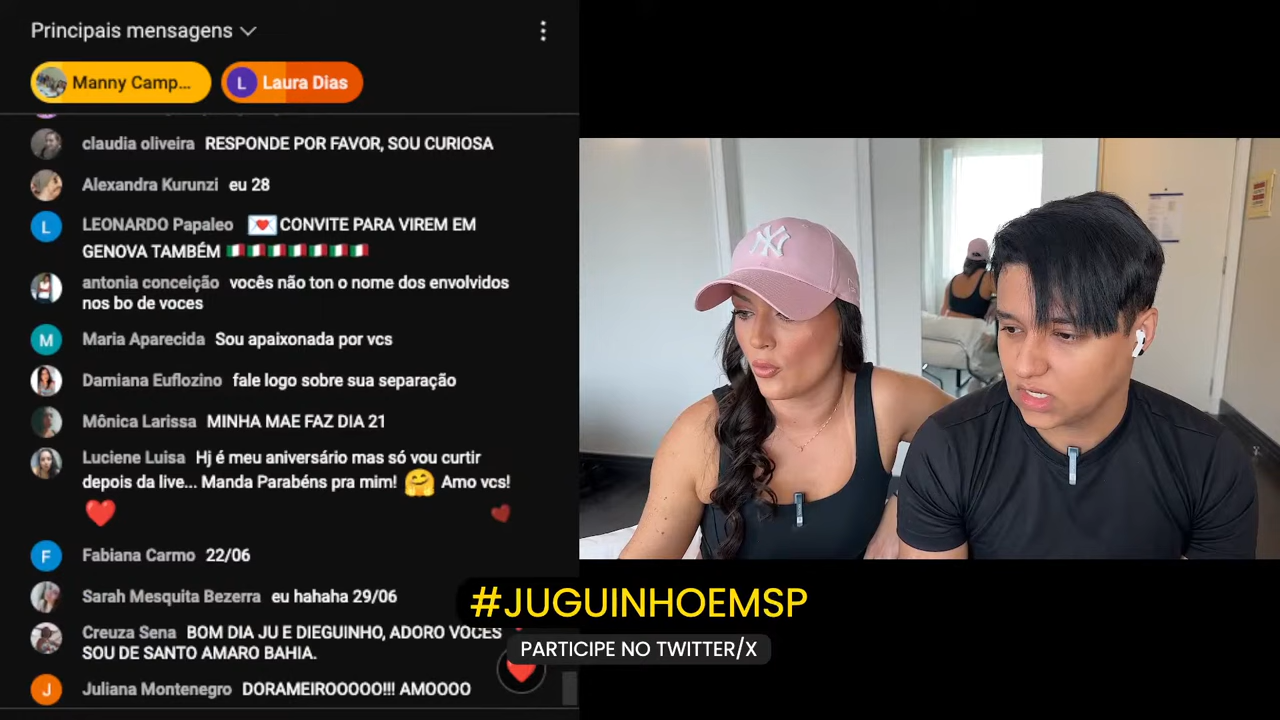 Principais mensagens
Manny Camp...
L Laura Dias
claudia oliveira RESPONDE POR FAVOR, SOU CURIOSA
Alexandra Kurunzi eu 28
L LEONARDO Papaleo 💌 CONVITE PARA VIREM EM
GENOVA TAMBÉM 🇮🇹🇮🇹🇮🇹🇮🇹🇮🇹🇮🇹🇮🇹
antonia conceição vocês não ton o nome dos envolvidos
nos bo de voces
M Maria Aparecida Sou apaixonada por vcs
Damiana Euflozino fale logo sobre sua separação
Mônica Larissa MINHA MAE FAZ DIA 21
Luciene Luisa Hj é meu aniversário mas só vou curtir
depois da live... Manda Parabéns pra mim! 🤗 Amo vcs!
❤️
F Fabiana Carmo 22/06
Sarah Mesquita Bezerra eu hahaha 29/06
Creuza Sena BOM DIA JU E DIEGUINHO, ADORO VOCES
SOU DE SANTO AMARO BAHIA.
J Juliana Montenegro DORAMEIROOOOO!!! AMOOOO
NY
#JUGUINHOEMSP
PARTICIPE NO TWITTER/X